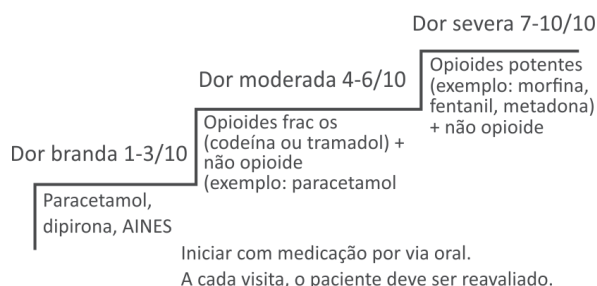 Dor severa 7-10/10
Opioides potentes
(exemplo: morfina,
fentanil, metadona)
+ não opioide
Dor moderada 4-6/10
Opioides frac os
(codeína ou tramadol) +
não opioide
(exemplo: paracetamol
Dor branda 1-3/10
Paracetamol,
dipirona, AINES
Iniciar com medicação por via oral.
A cada visita, o paciente deve ser reavaliado.